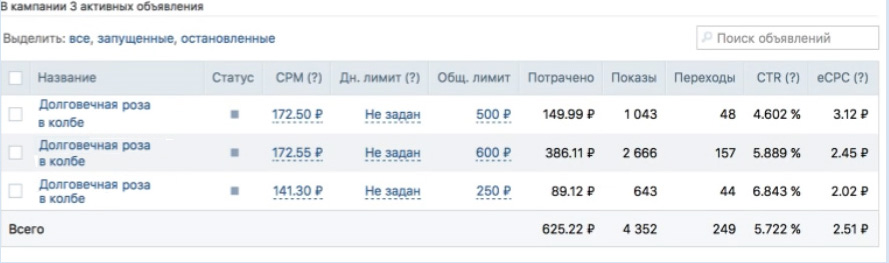 В кампании 3 активных объявления
Выделить: все, запущенные, остановленные
Поиск объявлений
Название Статус CPM (?) Дн. лимит (?) Общ. лимит Потрачено Показы Переходы CTR (?) eCPC (?)
Долговечная роза
в колбе
172.50 ₽ Не задан 500 ₽ 149.99 ₽ 1 043 48 4.602 % 3.12 ₽
Долговечная роза
в колбе
172.55 ₽ Не задан 600 ₽ 386.11 ₽ 2 666 157 5.889 % 2.45 ₽
Долговечная роза
в колбе
141.30 ₽ Не задан 250 ₽ 89.12 ₽ 643 44 6.843 % 2.02 ₽
Всего 625.22 ₽ 4 352 249 5.722 % 2.51 ₽